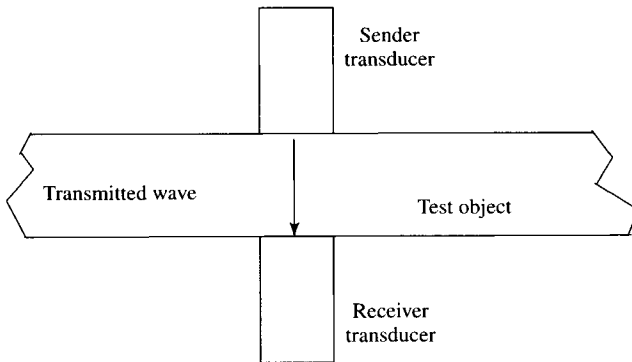 Sender
transducer
Transmitted wave
Test object
Receiver
transducer